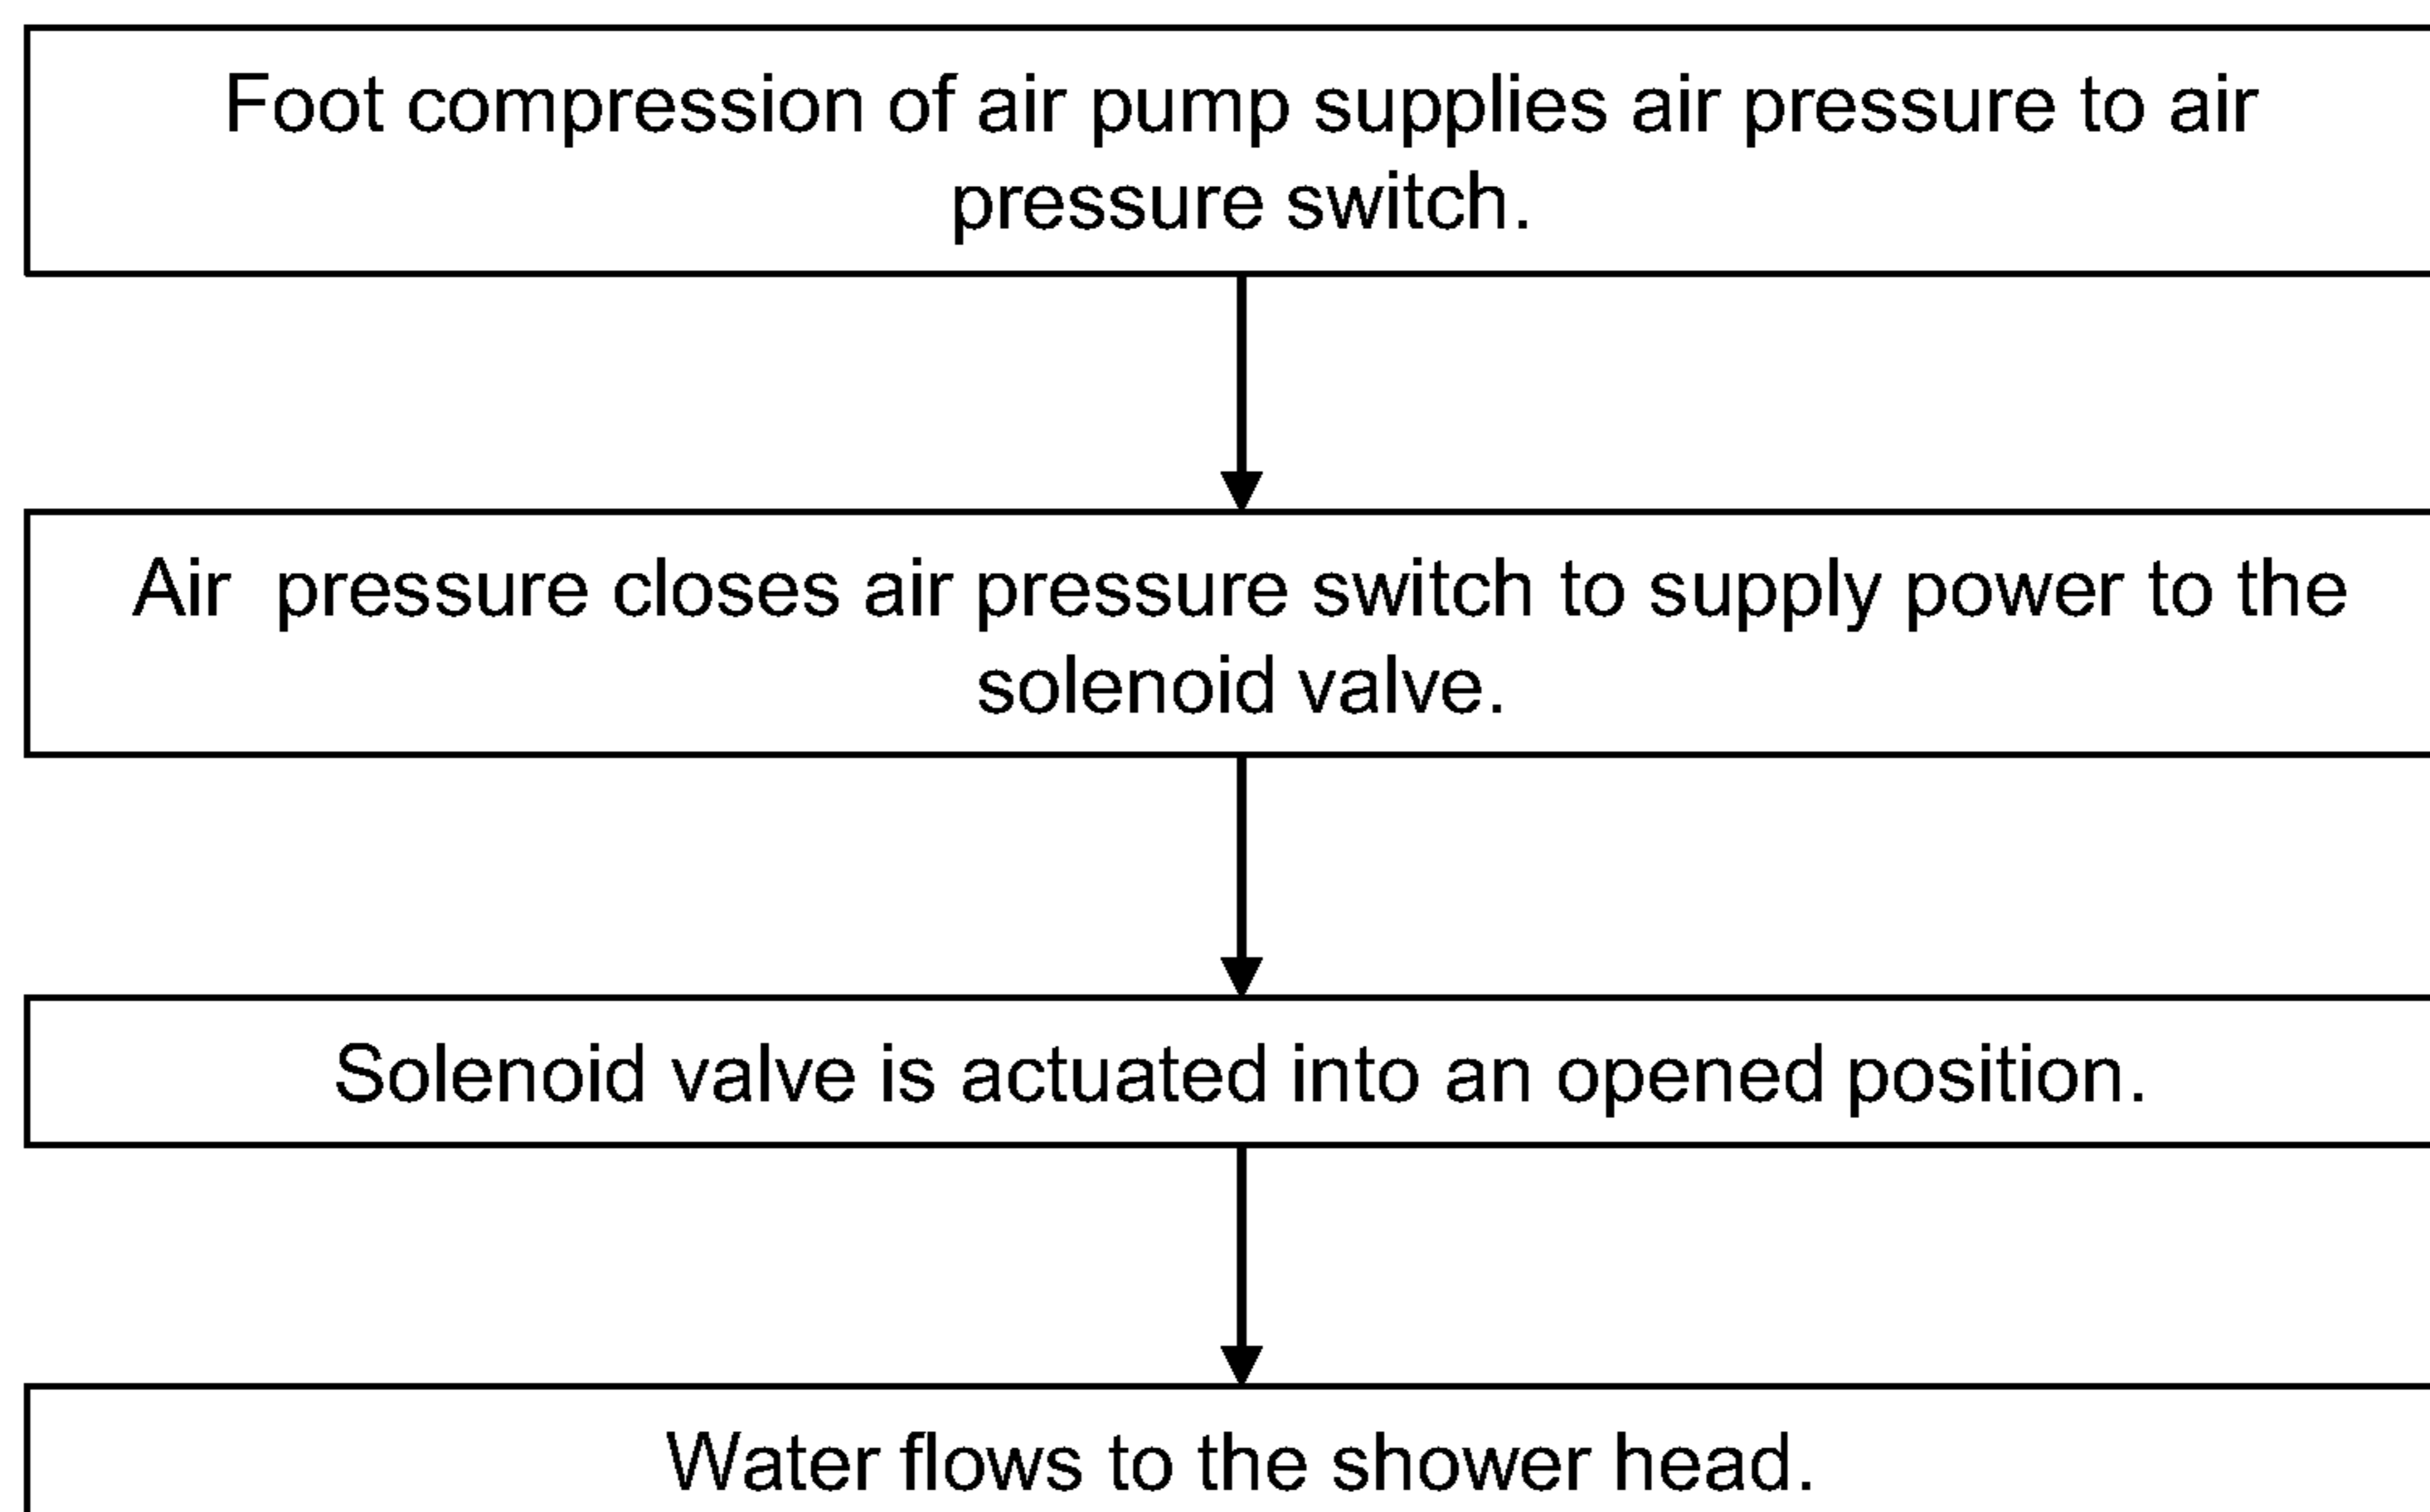 Foot compression of air pump supplies air pressure to air
pressure switch.
Air  pressure closes air pressure switch to supply power to the
solenoid valve.
Solenoid valve is actuated into an opened position.
Water flows to the shower head.